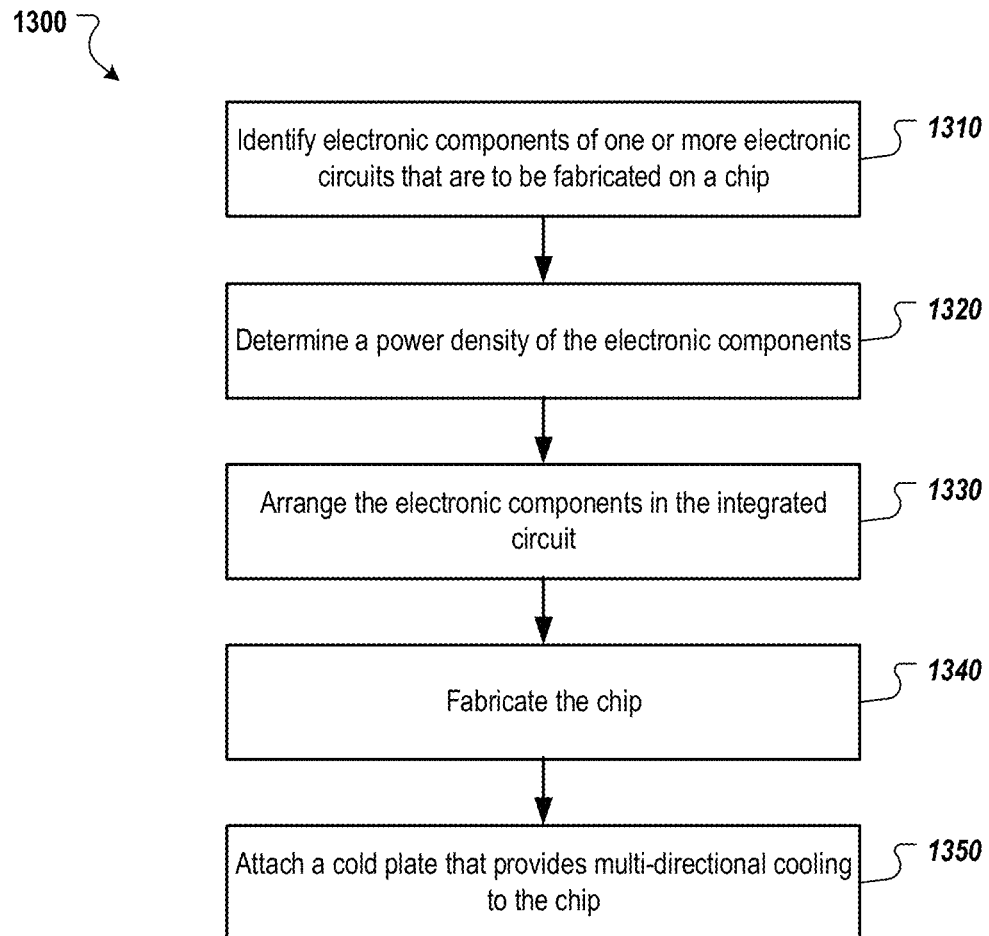 1300
Identify electronic components of one or more electronic
circuits that are to be fabricated on a chip
1310
Determine a power density of the electronic components
1320
Arrange the electronic components in the integrated
circuit
1330
Fabricate the chip
1340
Attach a cold plate that provides multi-directional cooling
to the chip
1350